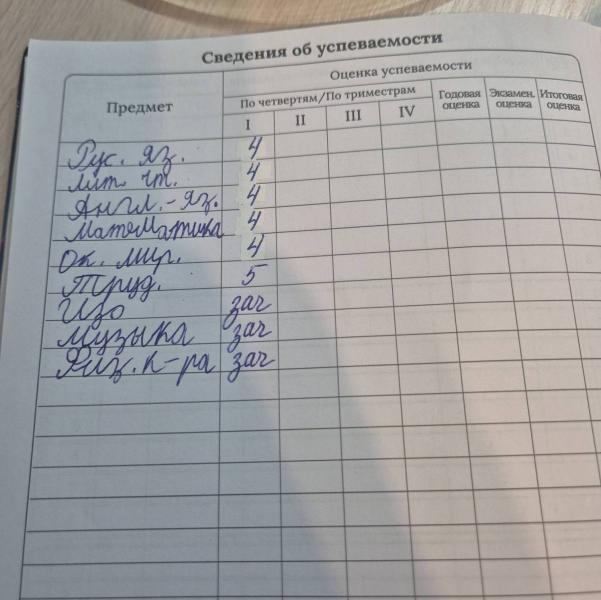 Сведения об успеваемости
Предмет
Оценка успеваемости
По четвертям/По триместрам
Годовая оценка
Экзамен. оценка
Итоговая оценка
I II III IV
Рус. яз. 4
Лит. чт. 4
Англ.-яз. 4
Математика 4
Ок. мир. 4
Труд. 5
Изо зач
Музыка зач
Физ.к-ра зач